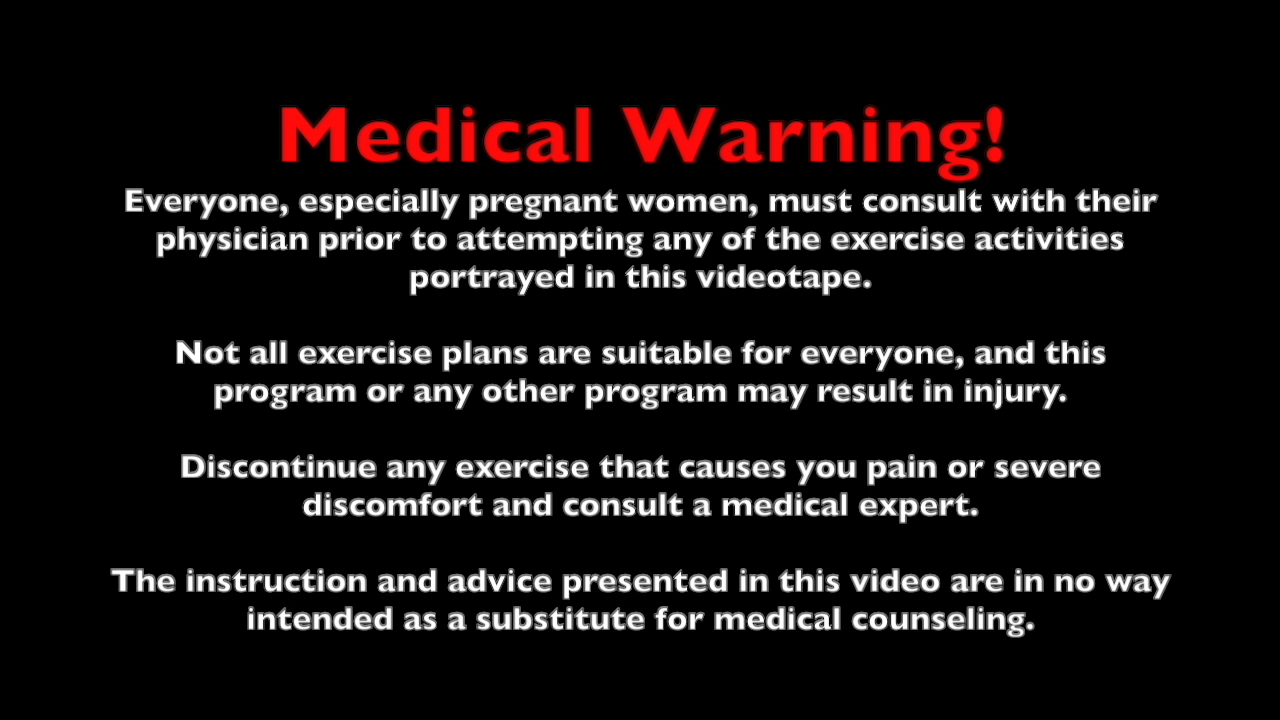 Medical Warning!
Everyone, especially pregnant women, must consult with their
physician prior to attempting any of the exercise activities
portrayed in this videotape.
Not all exercise plans are suitable for everyone, and this
program or any other program may result in injury.
Discontinue any exercise that causes you pain or severe
discomfort and consult a medical expert.
The instruction and advice presented in this video are in no way
intended as a substitute for medical counseling.